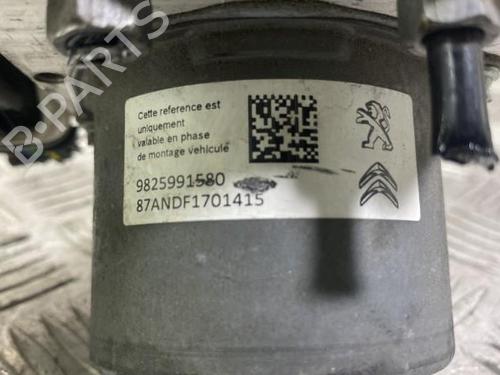 Cette reference est
uniquement
valable en phase
de montage vehicule
9825991580
87ANDF1701415
B-PARTS